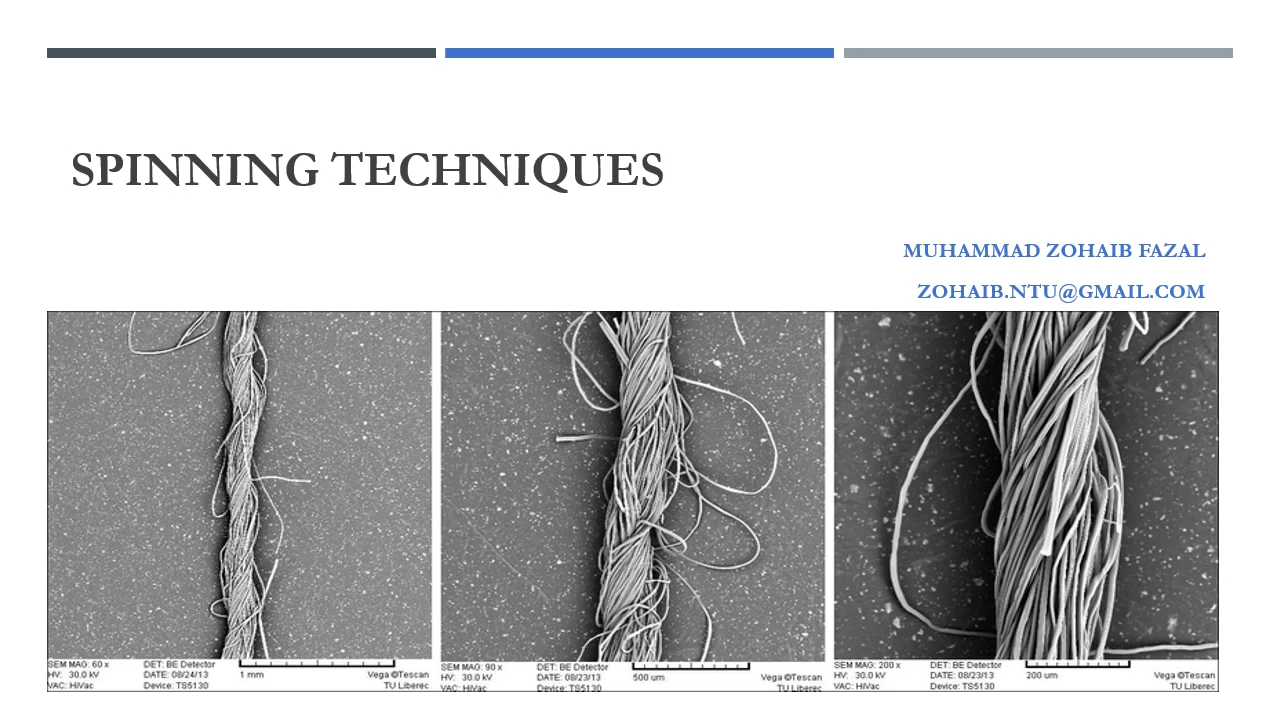 SPINNING TECHNIQUES
MUHAMMAD ZOHAIB FAZAL
ZOHAIB.NTU@GMAIL.COM
SEM MAG: 60 x DET: BE Detector
HV: 30.0 kV DATE: 08/24/13 1 mm Vega ©Tescan
VAC: HiVac Device: TS5130 TU Liberec
SEM MAG: 90 x DET: BE Detector
HV: 30.0 kV DATE: 08/23/13 500 um Vega ©Tescan
VAC: HiVac Device: TS5130 TU Liberec
SEM MAG: 200 x DET: BE Detector
HV: 30.0 kV DATE: 08/23/13 200 um Vega ©Tescan
VAC: HiVac Device: TS5130 TU Liberec